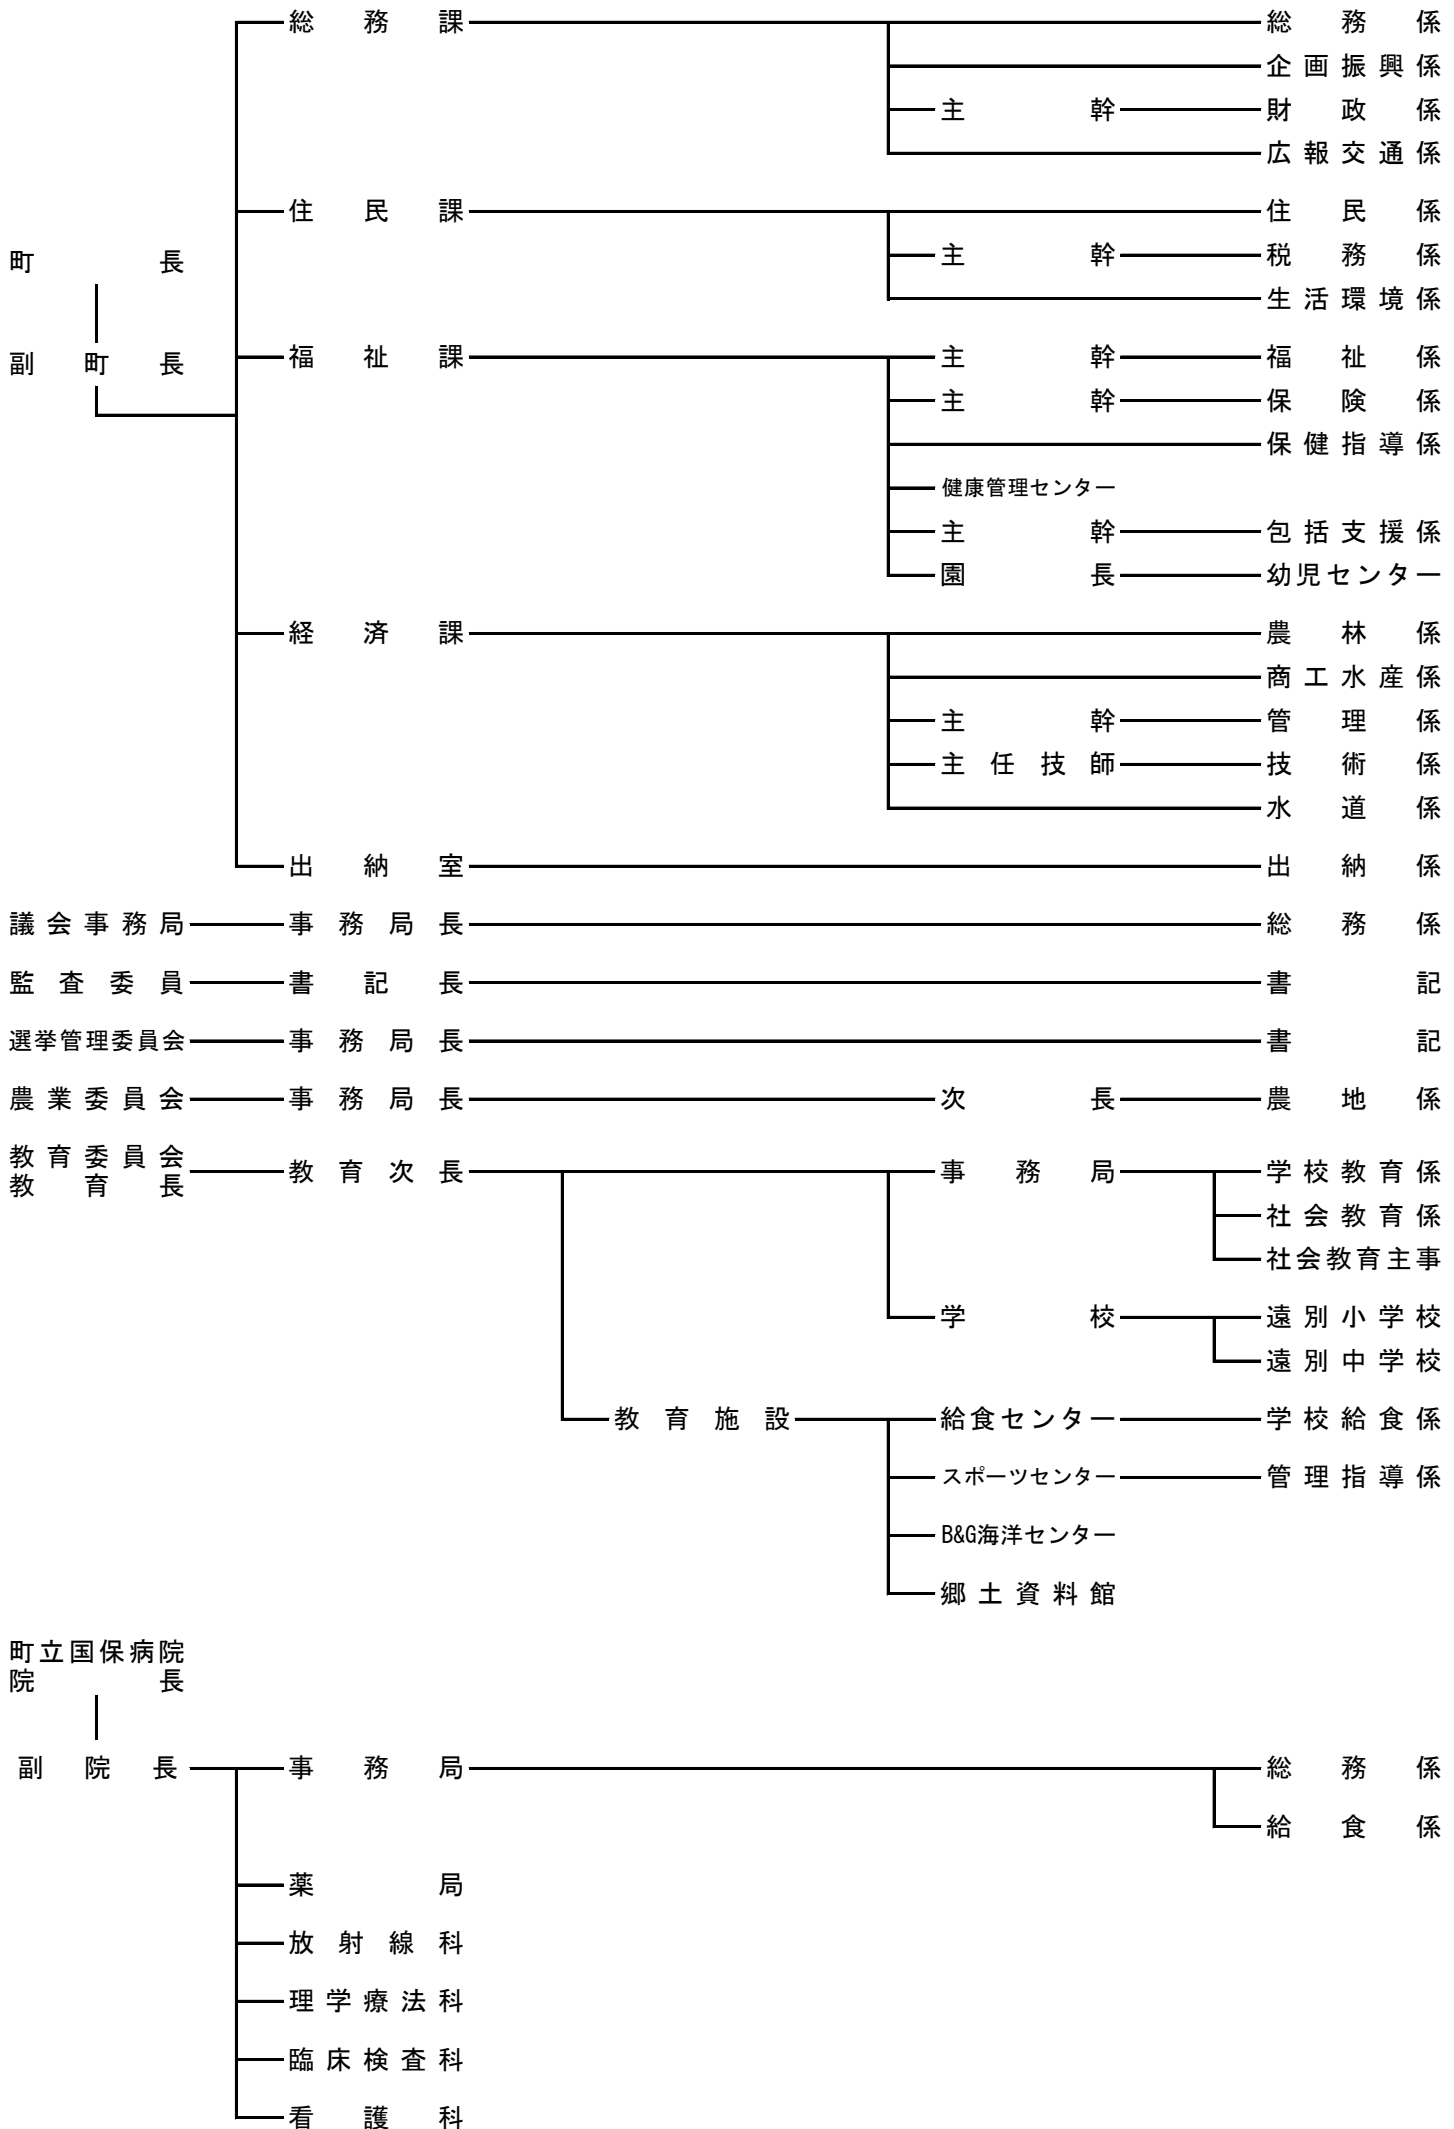 総務課 総務係
企画振興係
主幹 財政係
広報交通係
住民課 住民係
町長 主幹 税務係
生活環境係
副町長 福祉課 主幹 福祉係
主幹 保険係
保健指導係
健康管理センター
主幹 包括支援係
園長 幼児センター
経済課 農林係
商工水産係
主幹 管理係
主任技師 技術係
水道係
出納室 出納係
議会事務局 事務局長 総務係
監査委員 書記長 書記
選挙管理委員会 事務局長 書記
農業委員会 事務局長 次長 農地係
教育委員会
教育長 教育次長 事務局 学校教育係
社会教育係
社会教育主事
学校 遠別小学校
遠別中学校
教育施設 給食センター 学校給食係
スポーツセンター 管理指導係
B&G海洋センター
郷土資料館
町立国保病院
院長
副院長 事務局 総務係
給食係
薬局
放射線科
理学療法科
臨床検査科
看護科